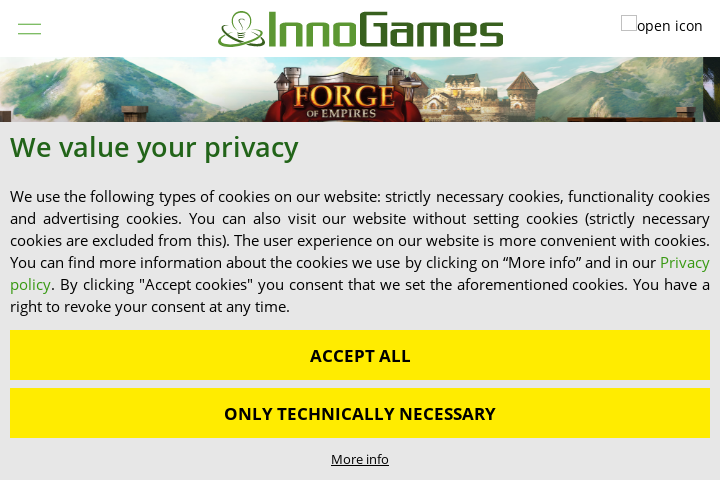 InnoGames
open icon
FORGE
OF EMPIRES
We value your privacy
We use the following types of cookies on our website: strictly necessary cookies, functionality cookies
and advertising cookies. You can also visit our website without setting cookies (strictly necessary
cookies are excluded from this). The user experience on our website is more convenient with cookies.
You can find more information about the cookies we use by clicking on “More info” and in our Privacy
policy. By clicking "Accept cookies" you consent that we set the aforementioned cookies. You have a
right to revoke your consent at any time.
ACCEPT ALL
ONLY TECHNICALLY NECESSARY
More info